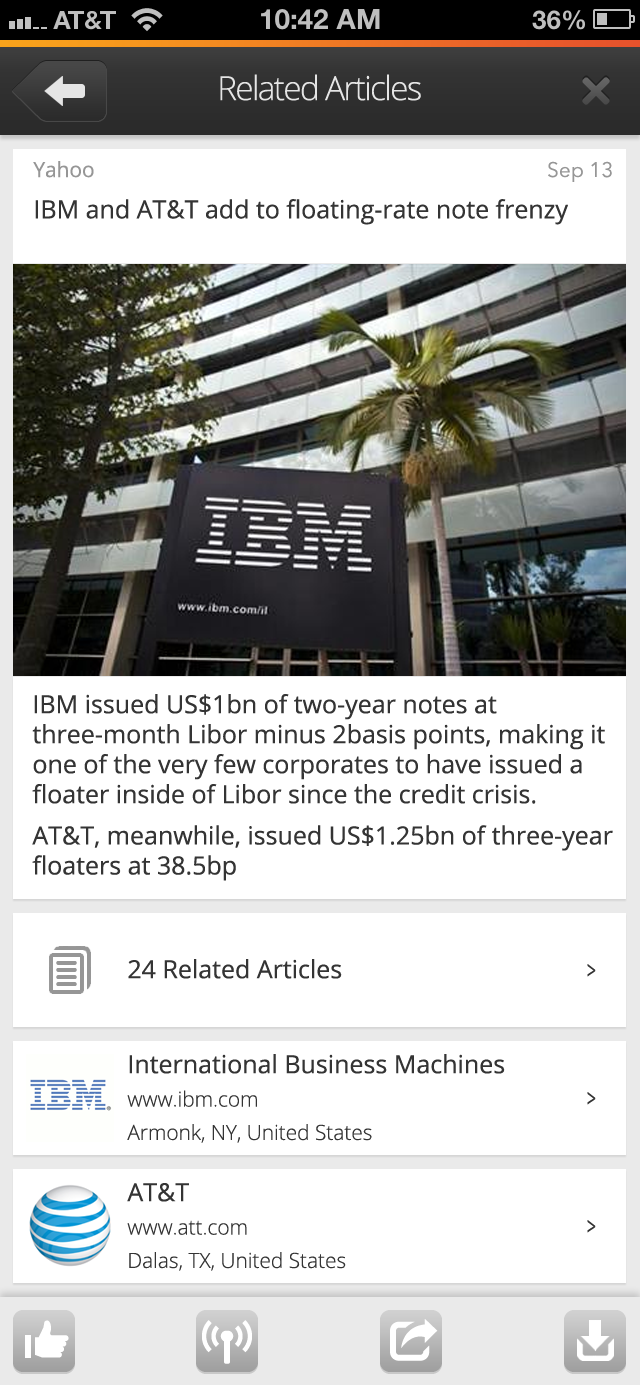 AT&T 10:42 AM 36%
Related Articles
Yahoo Sep 13
IBM and AT&T add to floating-rate note frenzy
IBM
www.ibm.com/il
IBM issued US$1bn of two-year notes at
three-month Libor minus 2basis points, making it
one of the very few corporates to have issued a
floater inside of Libor since the credit crisis.
AT&T, meanwhile, issued US$1.25bn of three-year
floaters at 38.5bp
24 Related Articles
International Business Machines
IBM®
www.ibm.com
Armonk, NY, United States
AT&T
www.att.com
Dalas, TX, United States